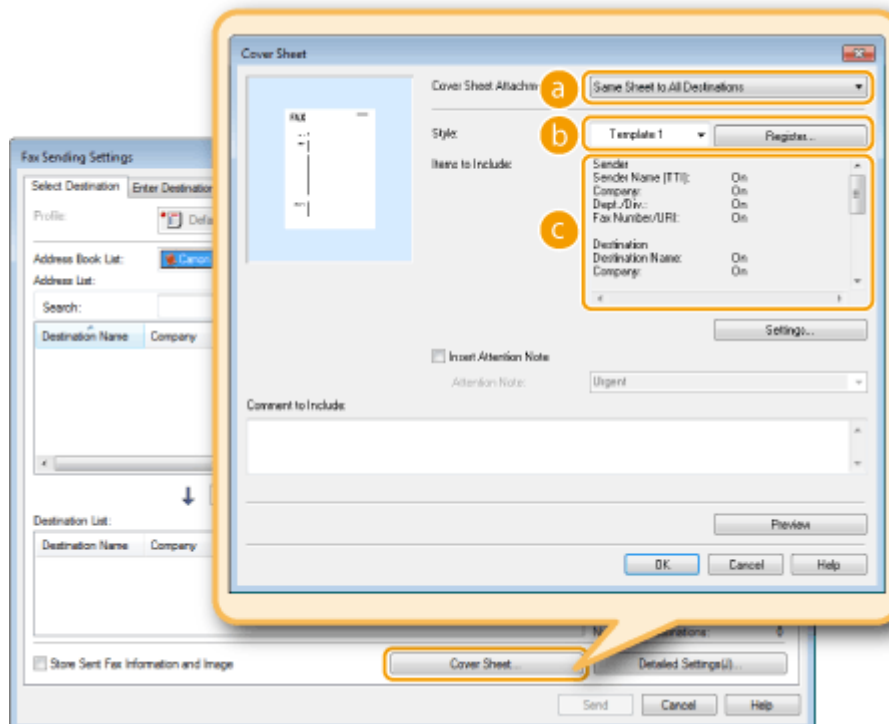 Cover Sheet
Cover Sheet Attachm
a
Same Sheet to All Destinations
FAX
Style:
b
Template 1
Register...
Items to Include:
c
Sender
Sender Name (TTI): On
Company: On
Dept./Div.: On
Fax Number/URI: On
Destination
Destination Name: On
Company: On
Settings...
Insert Attention Note
Attention Note:
Urgent
Comment to Include:
Preview
OK
Cancel
Help
Fax Sending Settings
Select Destination
Enter Destination
Profile:
Defa
Address Book List:
Canon
Address List:
Search:
Destination Name
Company
Destination List:
Destination Name
Company
Store Sent Fax Information and Image
Cover Sheet...
Detailed Settings(J)...
Send
Cancel
Help